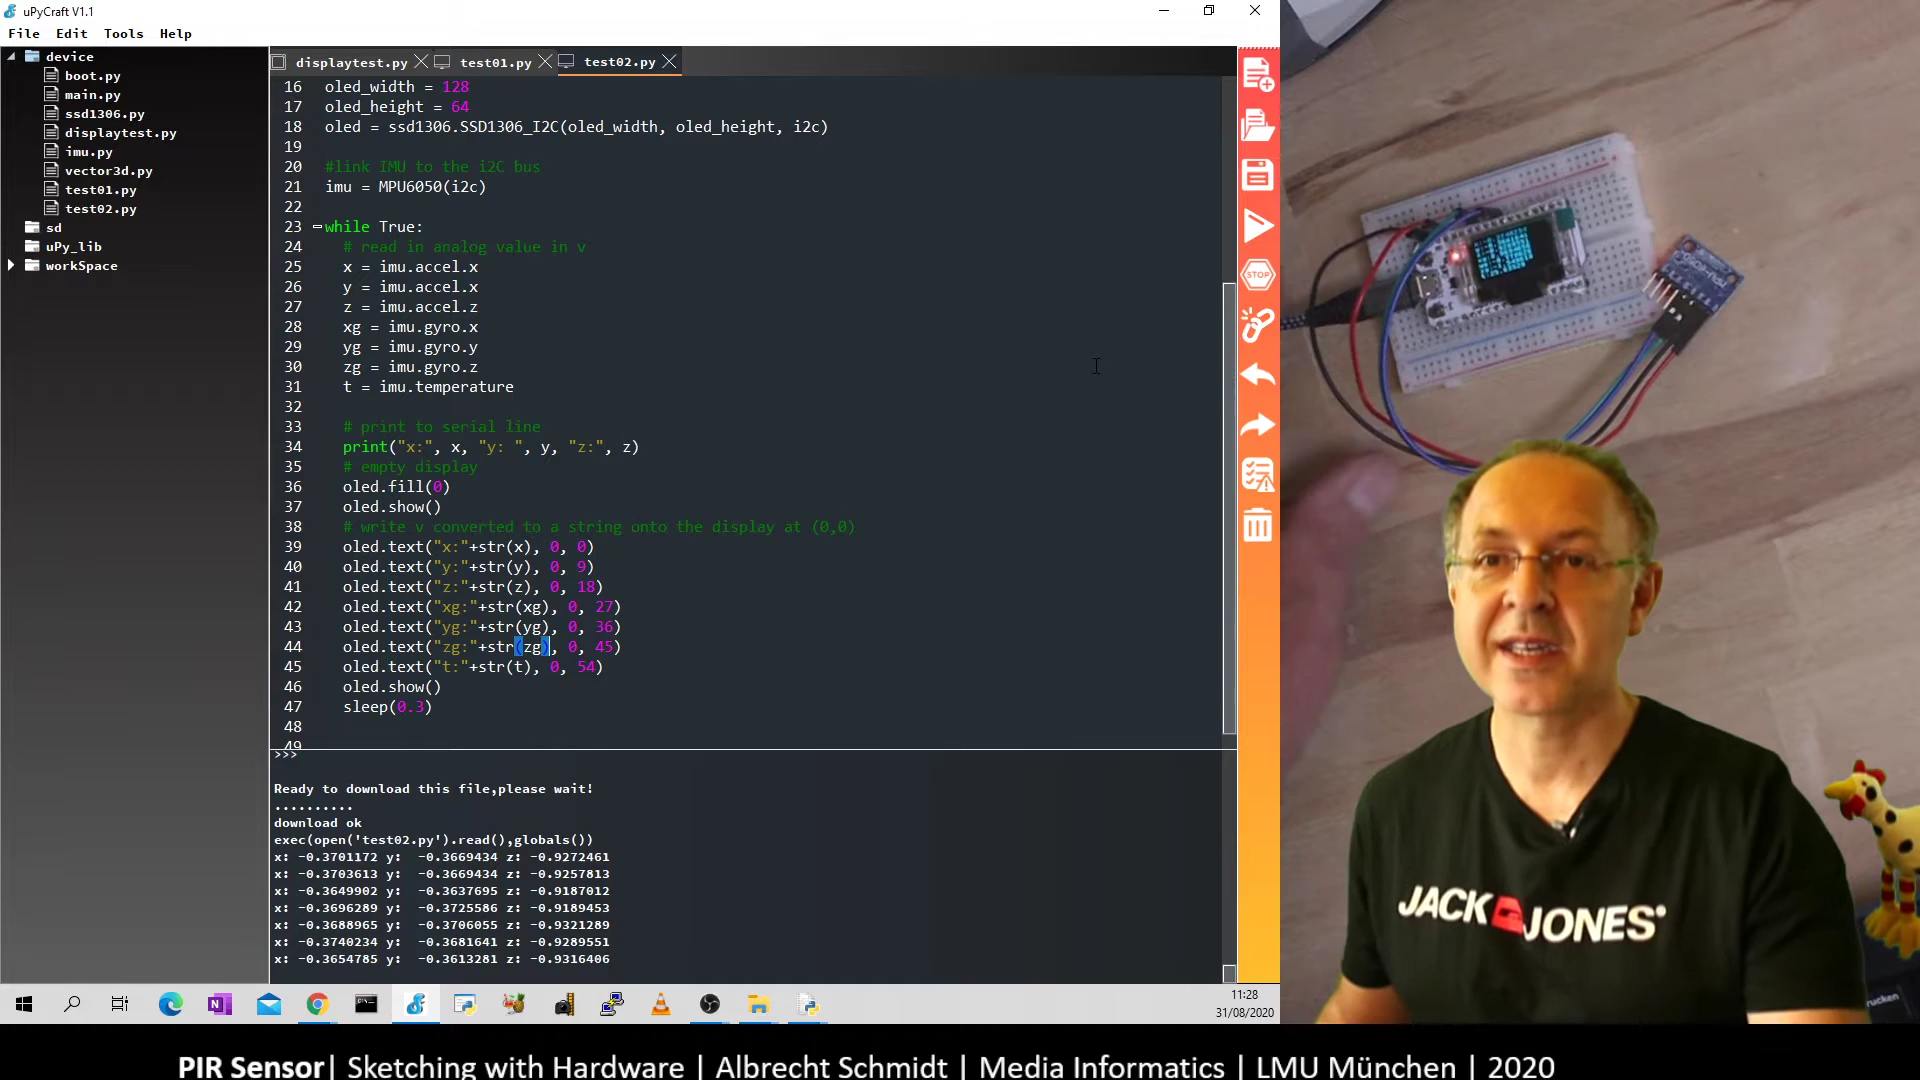 uPyCraft V1.1
File Edit Tools Help
device
boot.py
main.py
ssd1306.py
displaytest.py
imu.py
vector3d.py
test01.py
test02.py
sd
uPy_lib
workSpace
displaytest.py test01.py test02.py
16 oled_width = 128
17 oled_height = 64
18 oled = ssd1306.SSD1306_I2C(oled_width, oled_height, i2c)
19
20 #link IMU to the i2C bus
21 imu = MPU6050(i2c)
22
23 while True:
24 # read in analog value in v
25 x = imu.accel.x
26 y = imu.accel.x
27 z = imu.accel.z
28 xg = imu.gyro.x
29 yg = imu.gyro.y
30 zg = imu.gyro.z
31 t = imu.temperature
32
33 # print to serial line
34 print("x:", x, "y: ", y, "z:", z)
35 # empty display
36 oled.fill(0)
37 oled.show()
38 # write v converted to a string onto the display at (0,0)
39 oled.text("x:"+str(x), 0, 0)
40 oled.text("y:"+str(y), 0, 9)
41 oled.text("z:"+str(z), 0, 18)
42 oled.text("xg:"+str(xg), 0, 27)
43 oled.text("yg:"+str(yg), 0, 36)
44 oled.text("zg:"+str(zg), 0, 45)
45 oled.text("t:"+str(t), 0, 54)
46 oled.show()
47 sleep(0.3)
48
49
>>>
Ready to download this file,please wait!
..........
download ok
exec(open('test02.py').read(),globals())
x: -0.3701172 y:  -0.3669434 z: -0.9272461
x: -0.3703613 y:  -0.3669434 z: -0.9257813
x: -0.3649902 y:  -0.3637695 z: -0.9187012
x: -0.3696289 y:  -0.3725586 z: -0.9189453
x: -0.3688965 y:  -0.3706055 z: -0.9321289
x: -0.3740234 y:  -0.3681641 z: -0.9289551
x: -0.3654785 y:  -0.3613281 z: -0.9316406
STOP
JACK JONES®
11:28
31/08/2020
PIR Sensor| Sketching with Hardware | Albrecht Schmidt | Media Informatics | LMU München | 2020